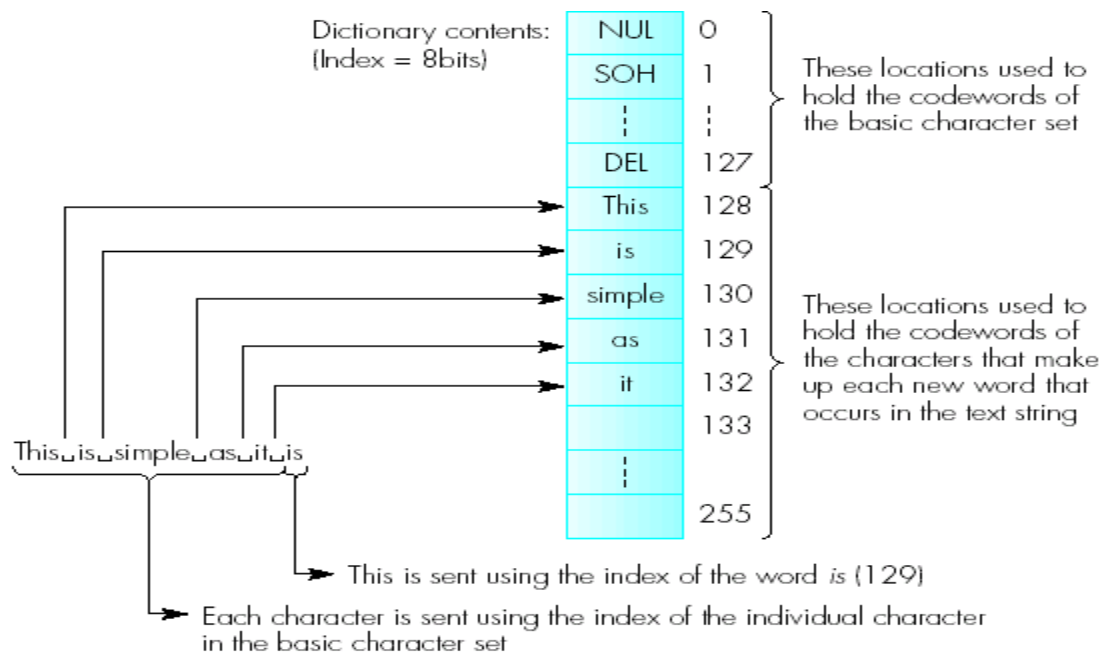 Dictionary contents:
(Index = 8bits)
NUL 0
SOH 1
DEL 127
This 128
is 129
simple 130
as 131
it 132
133
255
These locations used to
hold the codewords of
the basic character set
These locations used to
hold the codewords of
the characters that make
up each new word that
occurs in the text string
This␣is␣simple␣as␣it␣is
This is sent using the index of the word is (129)
Each character is sent using the index of the individual character
in the basic character set